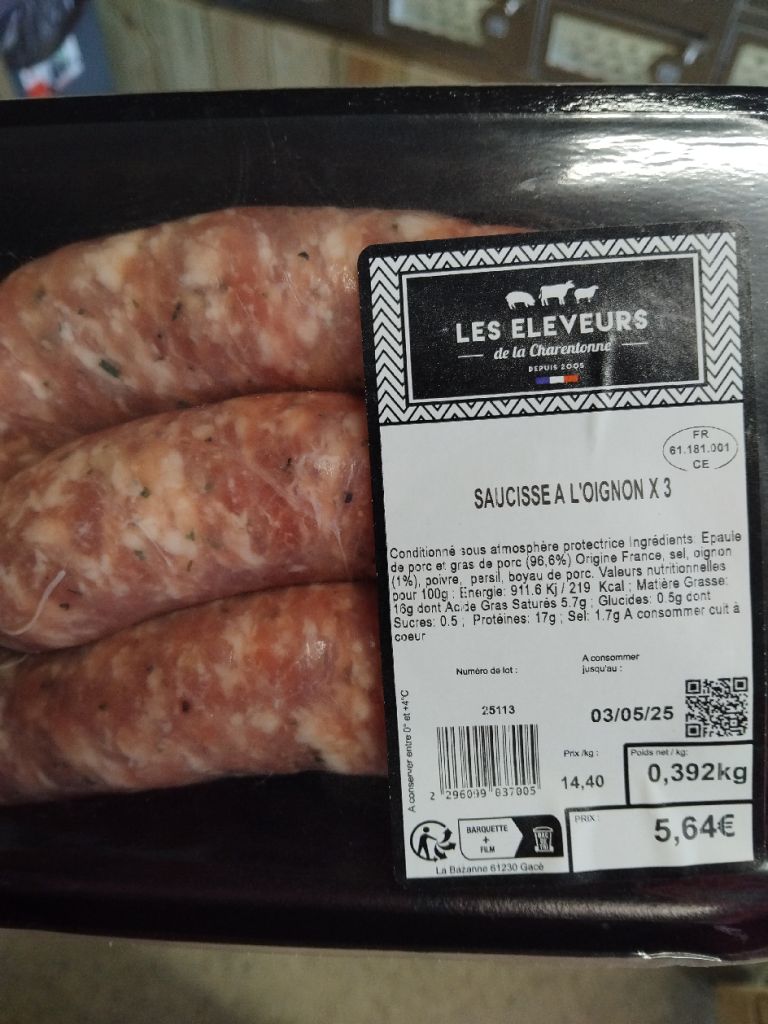 LES ELEVEURS
de la Charentonne
DEPUIS 2005
FR
61.181.001
CE
SAUCISSE A L'OIGNON X 3
Conditionné sous atmosphère protectrice Ingrédients: Epaule
de porc et gras de porc (96,6%) Origine France, sel, oignon
(1%), poivre, persil, boyau de porc. Valeurs nutritionnelles
pour 100g : Energie: 911.6 Kj / 219 Kcal ; Matière Grasse:
16g dont Acide Gras Saturés 5.7g ; Glucides: 0.5g dont
Sucres: 0.5 ; Protéines: 17g ; Sel: 1.7g A consommer cuit à
coeur
Numéro de lot :
A consommer
jusqu'au :
25113
03/05/25
A conserver entre 0° et +4°C
Prix /kg :
14,40
Poids net / kg:
0,392kg
2 296099 037005
PRIX :
5,64€
BARQUETTE
+
FILM
BAC
DE
TRI
La Bazanne 61230 Gacé